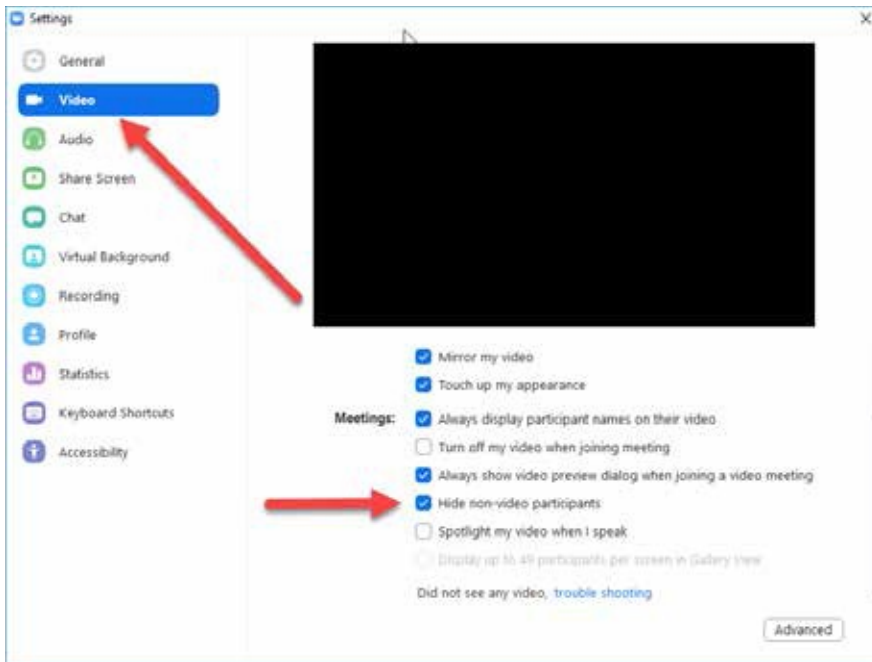 Settings
General
Video
Audio
Share Screen
Chat
Virtual Background
Recording
Profile
Statistics
Keyboard Shortcuts
Accessibility
Mirror my video
Touch up my appearance
Meetings: Always display participant names on their video
Turn off my video when joining meeting
Always show video preview dialog when joining a video meeting
Hide non-video participants
Spotlight my video when I speak
Display up to 49 participants per screen in Gallery View
Did not see any video, trouble shooting
Advanced